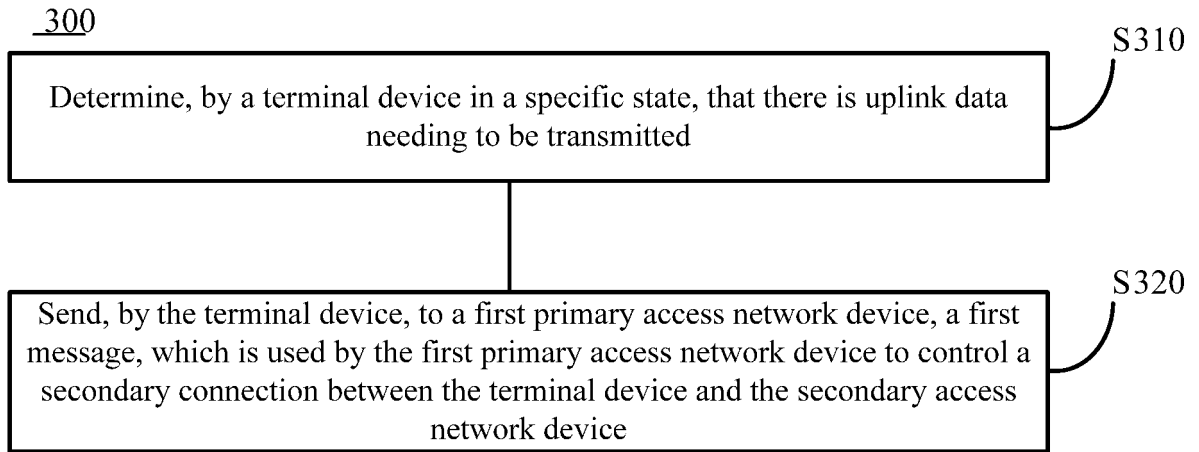 300
S310
Determine, by a terminal device in a specific state, that there is uplink data
needing to be transmitted
S320
Send, by the terminal device, to a first primary access network device, a first
message, which is used by the first primary access network device to control a
secondary connection between the terminal device and the secondary access
network device